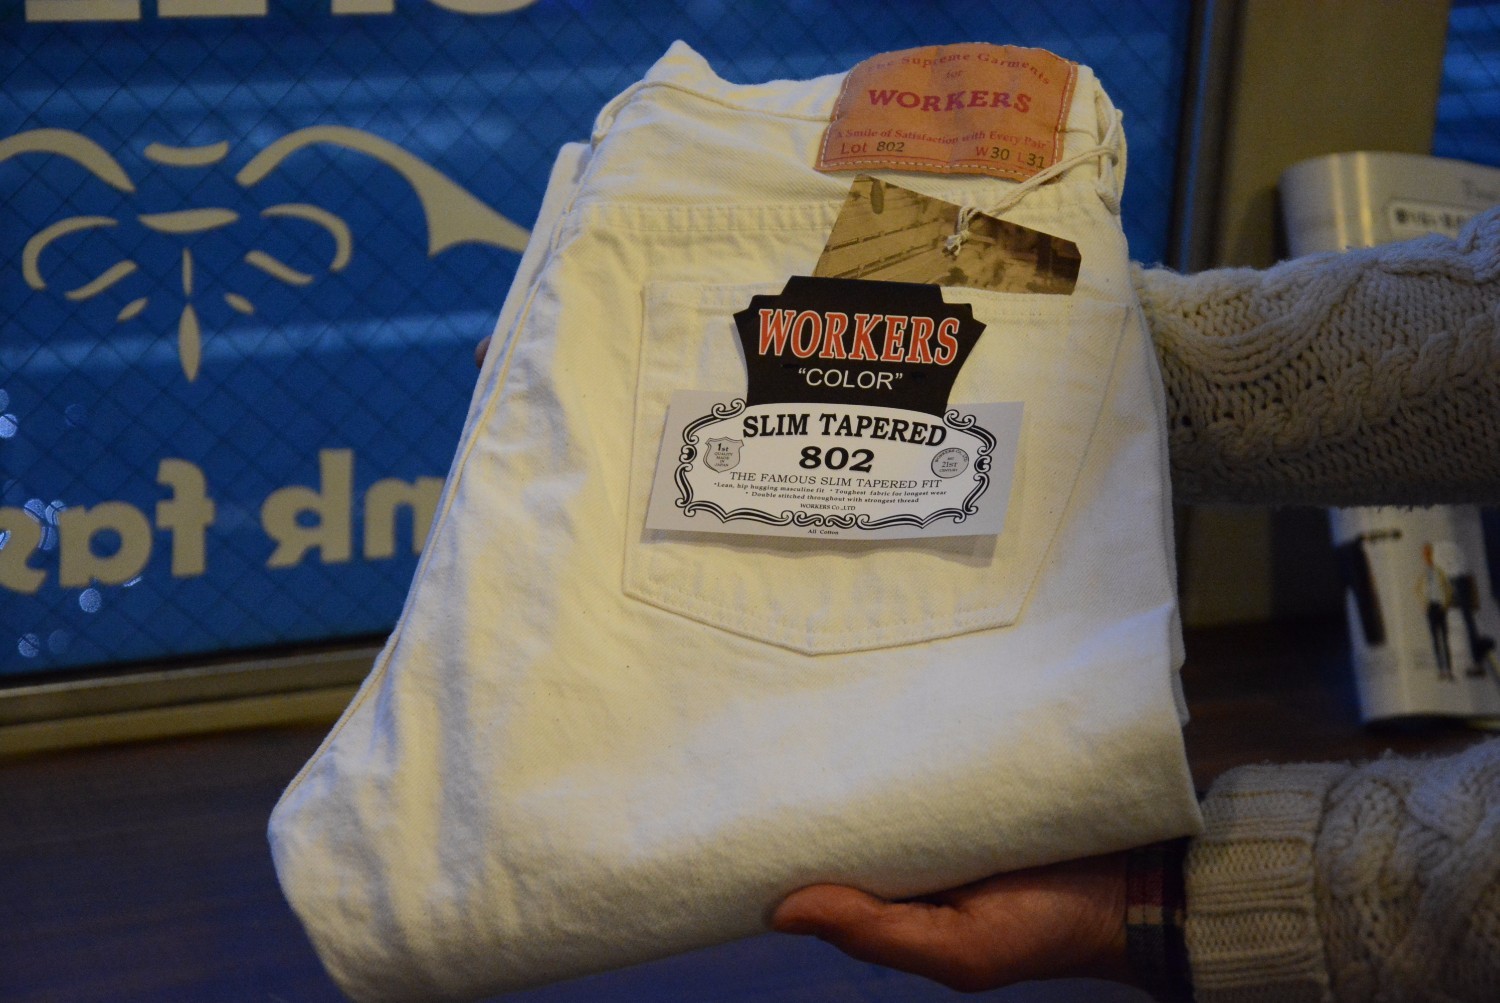 The Supreme Garments
for
WORKERS
A Smile of Satisfaction with Every Pair
Lot 802 W30 L31
WORKERS
"COLOR"
SLIM TAPERED
802
1st
21ST
THE FAMOUS SLIM TAPERED FIT
*Lean, hip hugging masculine fit *Toughest fabric for longest wear
*Double stitched throughout with strongest thread
WORKERS Co.,LTD
All Cotton